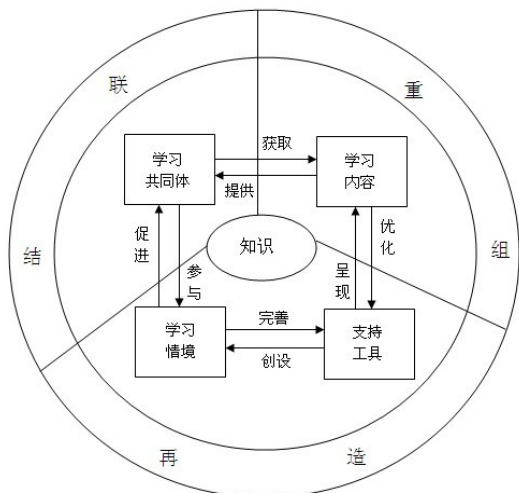 联
重
学习
共同体
获取
提供
学习
内容
结
促
进
参
与
知识
呈
现
优
化
组
学习
情境
完善
创设
支持
工具
再
造